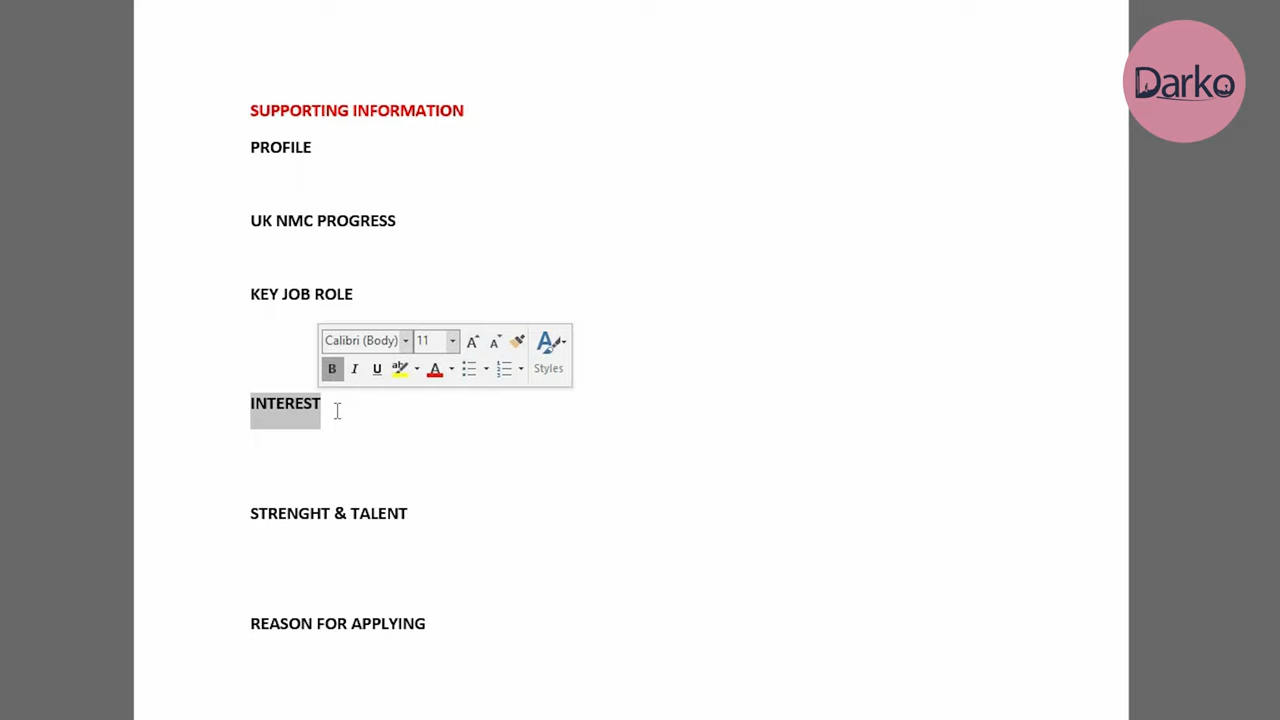 Darko
SUPPORTING INFORMATION
PROFILE
UK NMC PROGRESS
KEY JOB ROLE
Calibri (Body) 11 A A
B I U ab A Styles
INTEREST
STRENGHT & TALENT
REASON FOR APPLYING